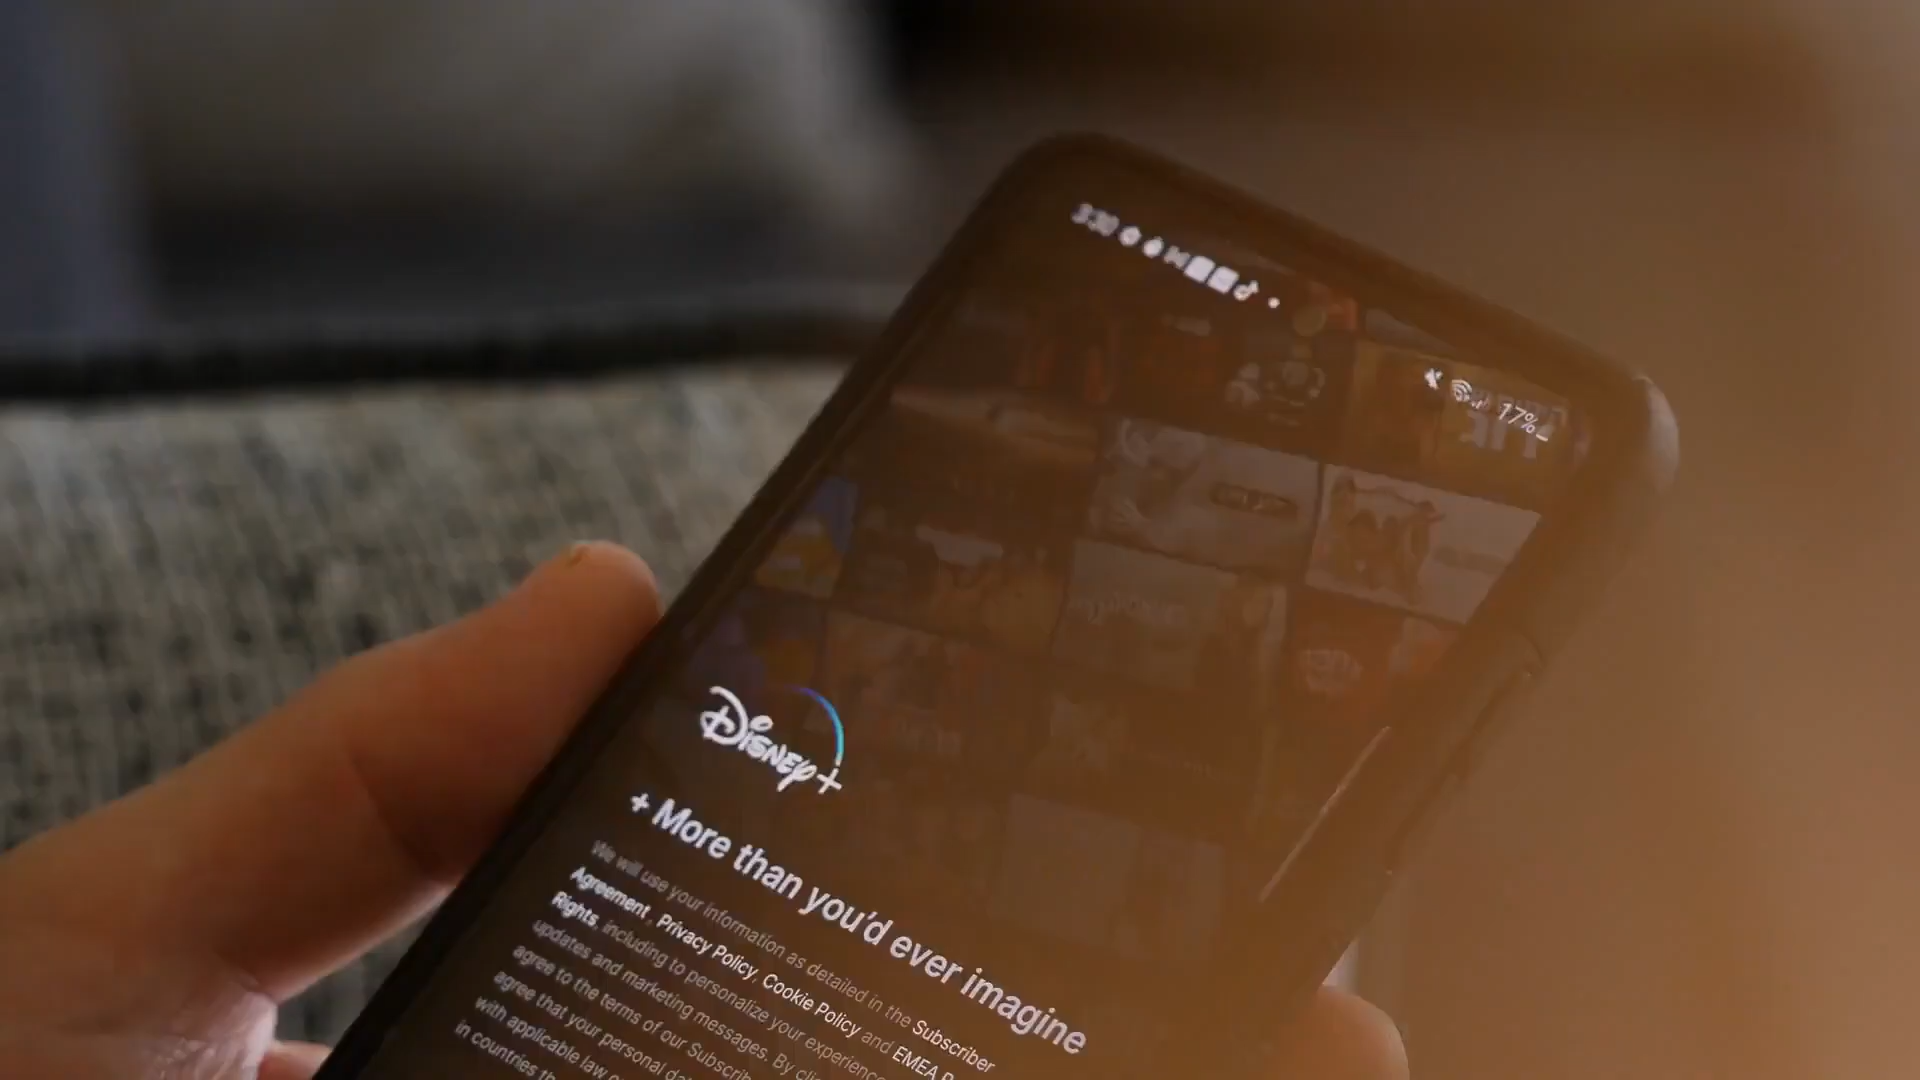 3:30
17%
Disney+
+ More than you'd ever imagine
We will use your information as detailed in the Subscriber
Agreement, Privacy Policy, Cookie Policy and EMEA
Rights, including to personalize your experience
updates and marketing messages. By
agree to the terms of our
agree that your personal
with applicable law
in countries